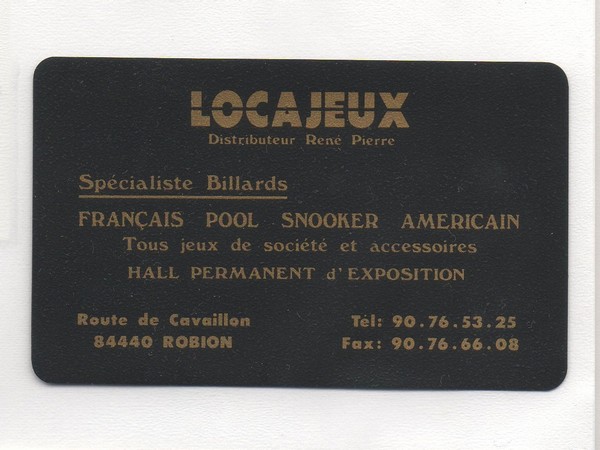 LOCAJEUX
Distributeur René Pierre
Spécialiste Billards
FRANÇAIS POOL SNOOKER AMERICAIN
Tous jeux de société et accessoires
HALL PERMANENT d'EXPOSITION
Route de Cavaillon
84440 ROBION
Tél: 90.76.53.25
Fax: 90.76.66.08